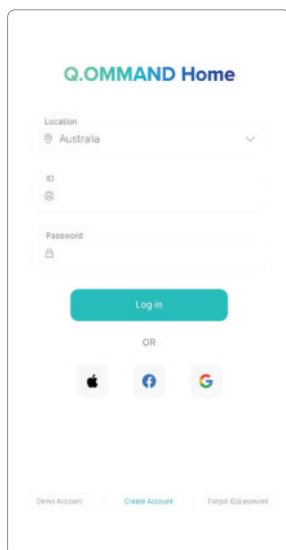 Q.OMMAND Home
Location
Australia
ID
Password
Log in
OR
Demo Account Create Account Forgot ID/password